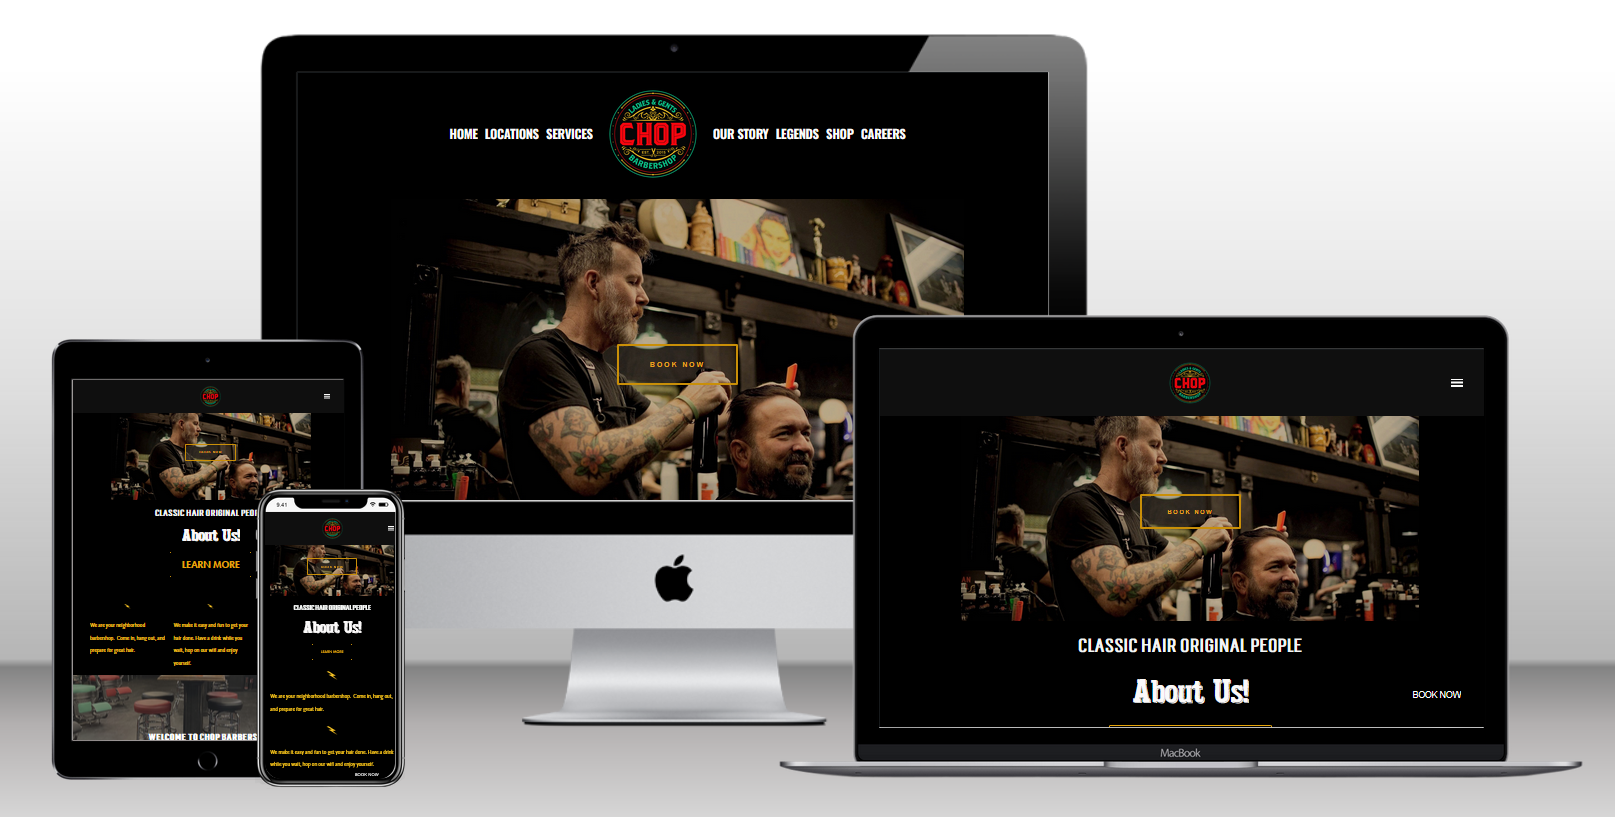 HOME LOCATIONS SERVICES
LADIES & GENTS
CHOP
EST.
BARBERSHOP
OUR STORY LEGENDS SHOP CAREERS
BOOK NOW
CHOP
CLASSIC HAIR ORIGINAL PEOP
About Us!
LEARN MORE
We are your neighborhood
barbershop. Come in, hang out, and
prepare for great hair.
We make it easy and fun to get your
hair done. Have a drink while you
wait, hop on our wifi and enjoy
yourself.
WELCOME TO CHOP BARBERS
9:41
CHOP
CLASSIC HAIR ORIGINAL PEOPLE
About Us!
LEARN MORE
We are your neighborhood barbershop. Come in, hang out,
and prepare for great hair.
We make it easy and fun to get your hair done. Have a drink
while you wait, hop on our wifi and enjoy yourself.
BOOK NOW
LADIES & GENTS
CHOP
BARBERSHOP
BOOK NOW
CLASSIC HAIR ORIGINAL PEOPLE
About Us!
BOOK NOW
MacBook